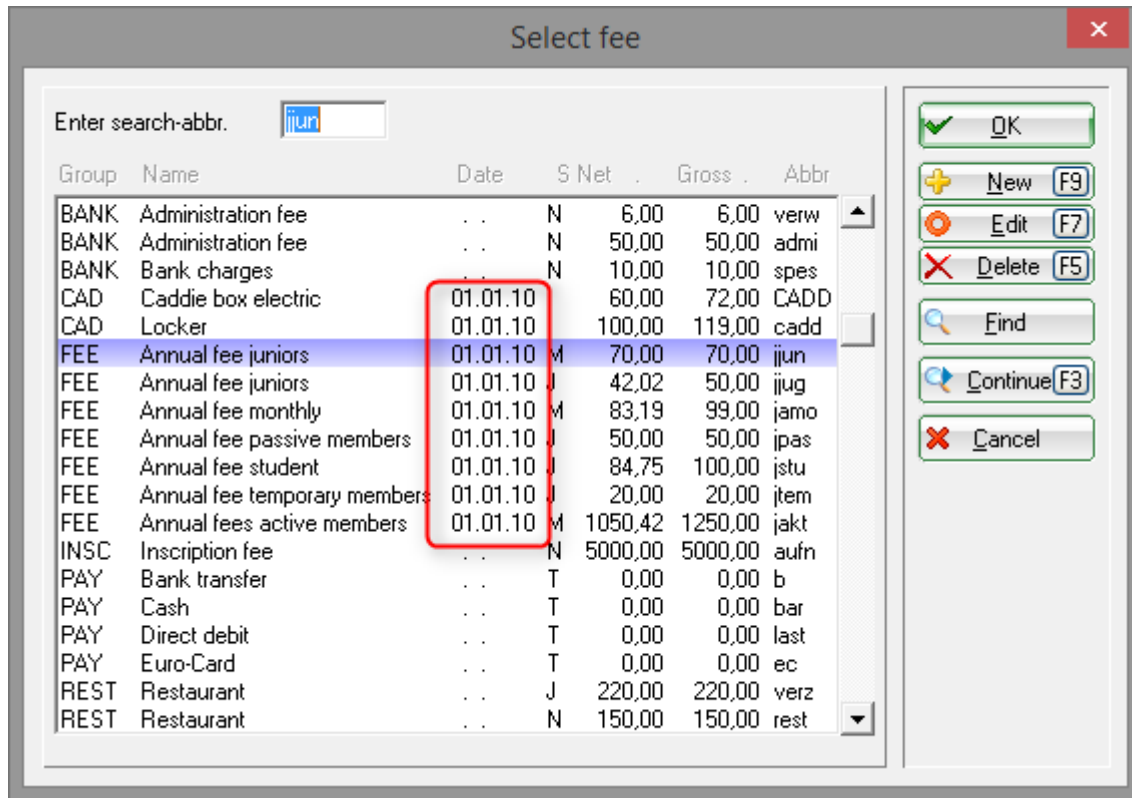 Select fee
Enter search-abbr. jjun
Group Name Date S Net . Gross . Abbr
BANK Administration fee . . N 6,00 6,00 verw
BANK Administration fee . . N 50,00 50,00 admi
BANK Bank charges . . N 10,00 10,00 spes
CAD Caddie box electric 01.01.10 60,00 72,00 CADD
CAD Locker 01.01.10 100,00 119,00 cadd
FEE Annual fee juniors 01.01.10 M 70,00 70,00 jjun
FEE Annual fee juniors 01.01.10 J 42,02 50,00 jjug
FEE Annual fee monthly 01.01.10 M 83,19 99,00 jamo
FEE Annual fee passive members 01.01.10 J 50,00 50,00 jpas
FEE Annual fee student 01.01.10 J 84,75 100,00 jstu
FEE Annual fee temporary members 01.01.10 J 20,00 20,00 jtem
FEE Annual fees active members 01.01.10 M 1050,42 1250,00 jakt
INSC Inscription fee . . N 5000,00 5000,00 aufn
PAY Bank transfer . . T 0,00 0,00 b
PAY Cash . . T 0,00 0,00 bar
PAY Direct debit . . T 0,00 0,00 last
PAY Euro-Card . . T 0,00 0,00 ec
REST Restaurant . . J 220,00 220,00 verz
REST Restaurant . . N 150,00 150,00 rest
OK
New F9
Edit F7
Delete F5
Find
Continue F3
Cancel